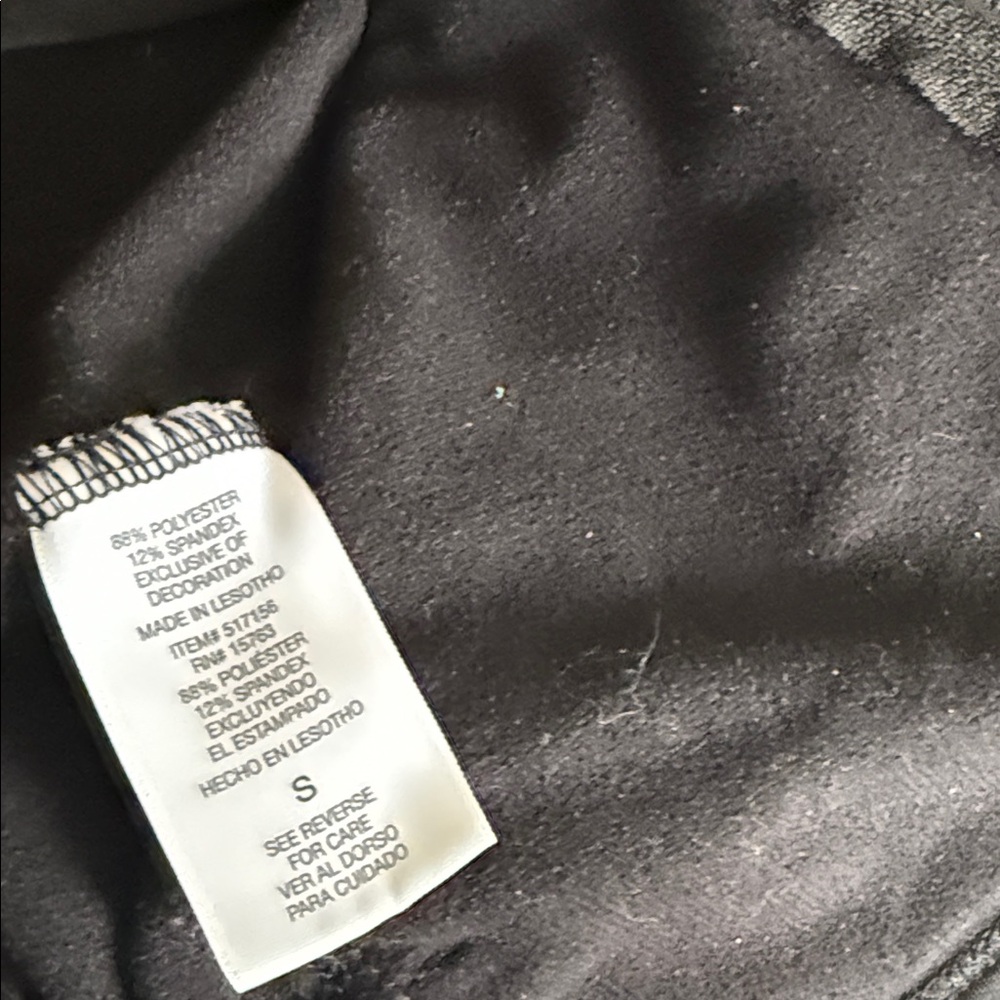 88% POLYESTER
12% SPANDEX
EXCLUSIVE OF
DECORATION
MADE IN LESOTHO
ITEM# 517156
RN# 15763
88% POLIÉSTER
12% SPANDEX
EXCLUYENDO
EL ESTAMPADO
HECHO EN LESOTHO
S
SEE REVERSE
FOR CARE
VER AL DORSO
PARA CUIDADO